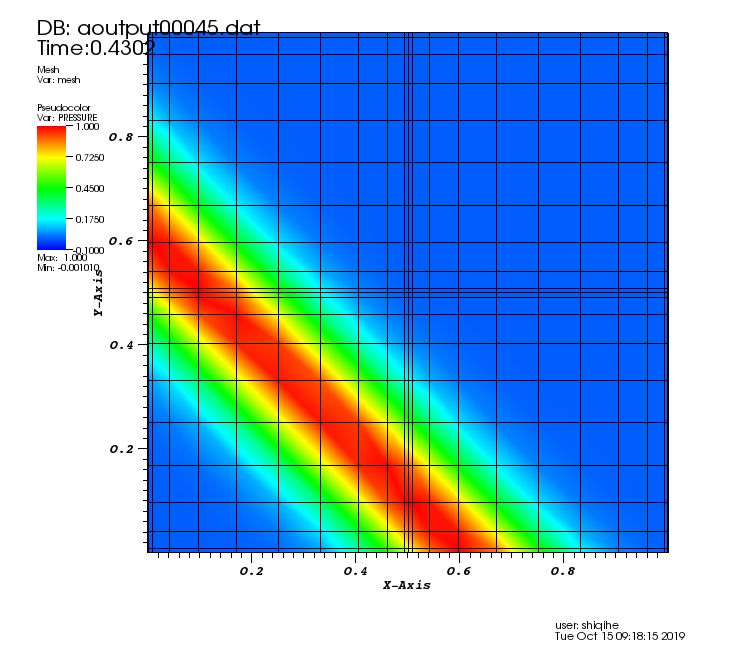 DB: aoutput00045.dat
Time:0.4302
Mesh
Var: mesh
Pseudocolor
Var: PRESSURE
1.000
0.7250
0.4500
0.1750
-0.1000
Max: 1.000
Min: -0.001010
0.8
0.6
0.4
0.2
Y-Axis
0.2 0.4 0.6 0.8
X-Axis
user: shiqihe
Tue Oct 15 09:18:15 2019